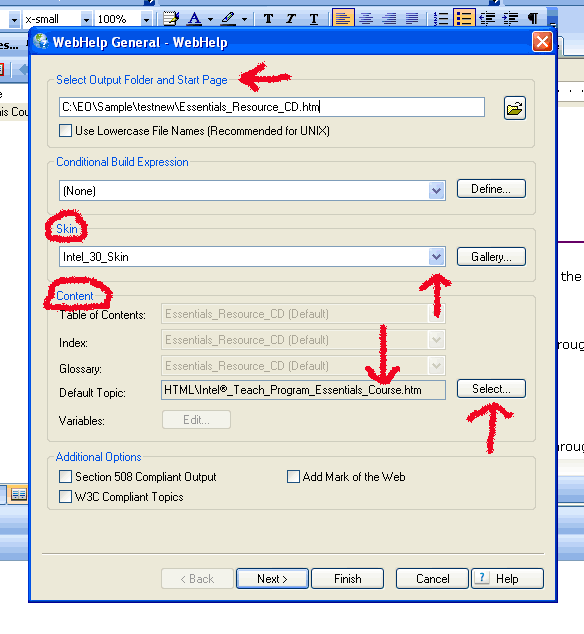 x-small 100%
T T T ¶
WebHelp General - WebHelp
Select Output Folder and Start Page
C:\EO\Sample\testnew\Essentials_Resource_CD.htm
Use Lowercase File Names (Recommended for UNIX)
is Cou
Conditional Build Expression
(None) Define...
Skin
Intel_30_Skin Gallery...
the
Content
Table of Contents: Essentials_Resource_CD (Default)
Index: Essentials_Resource_CD (Default)
roug
Glossary: Essentials_Resource_CD (Default)
Default Topic: HTML\Intel®_Teach_Program_Essentials_Course.htm Select...
Variables: Edit...
hroug
Additional Options
Section 508 Compliant Output Add Mark of the Web
W3C Compliant Topics
< Back Next > Finish Cancel ? Help